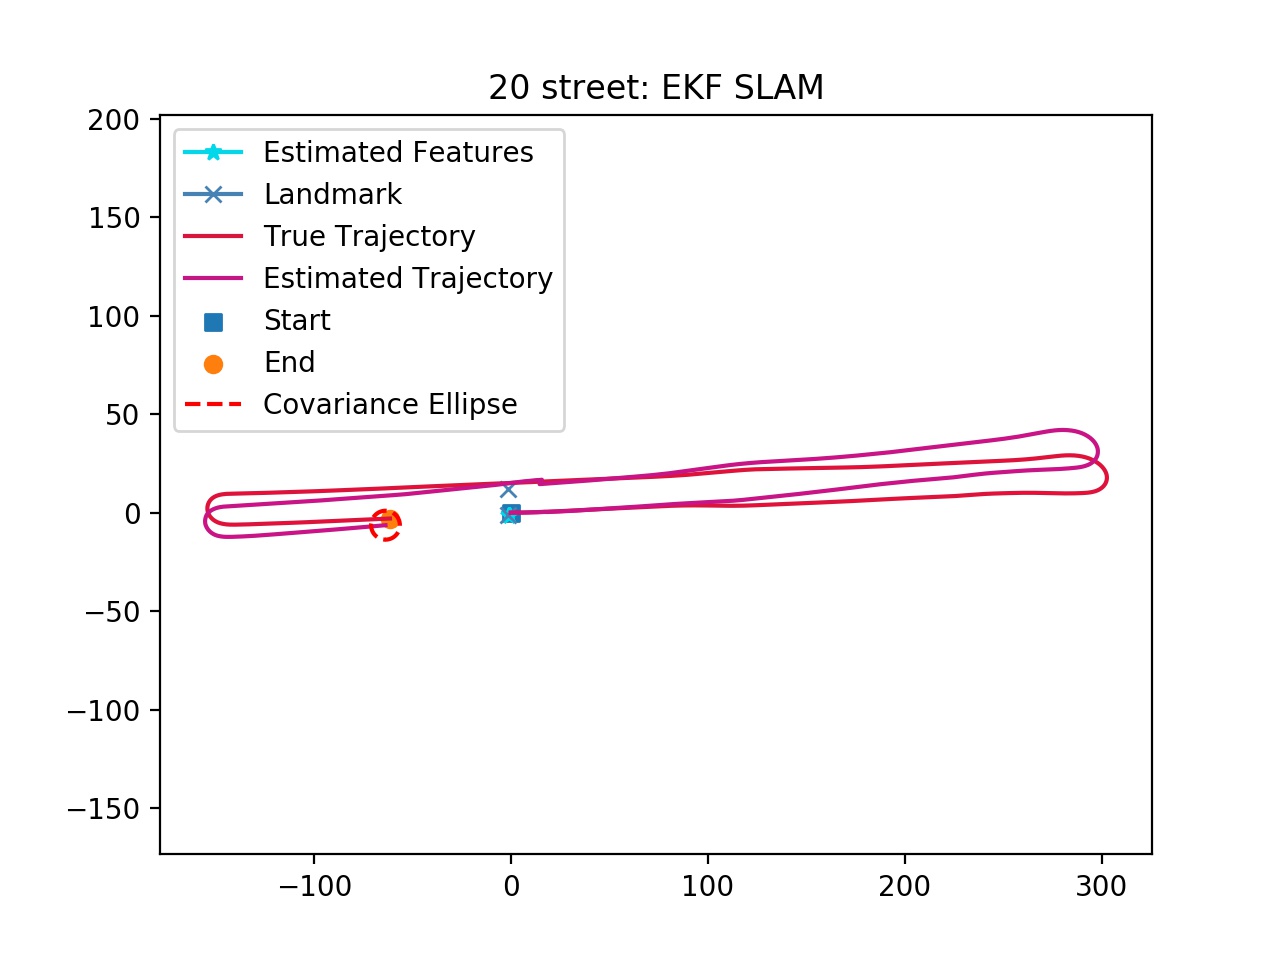 20 street: EKF SLAM
Estimated Features
Landmark
True Trajectory
Estimated Trajectory
Start
End
Covariance Ellipse
200
150
100
50
0
−50
−100
−150
−100 0 100 200 300